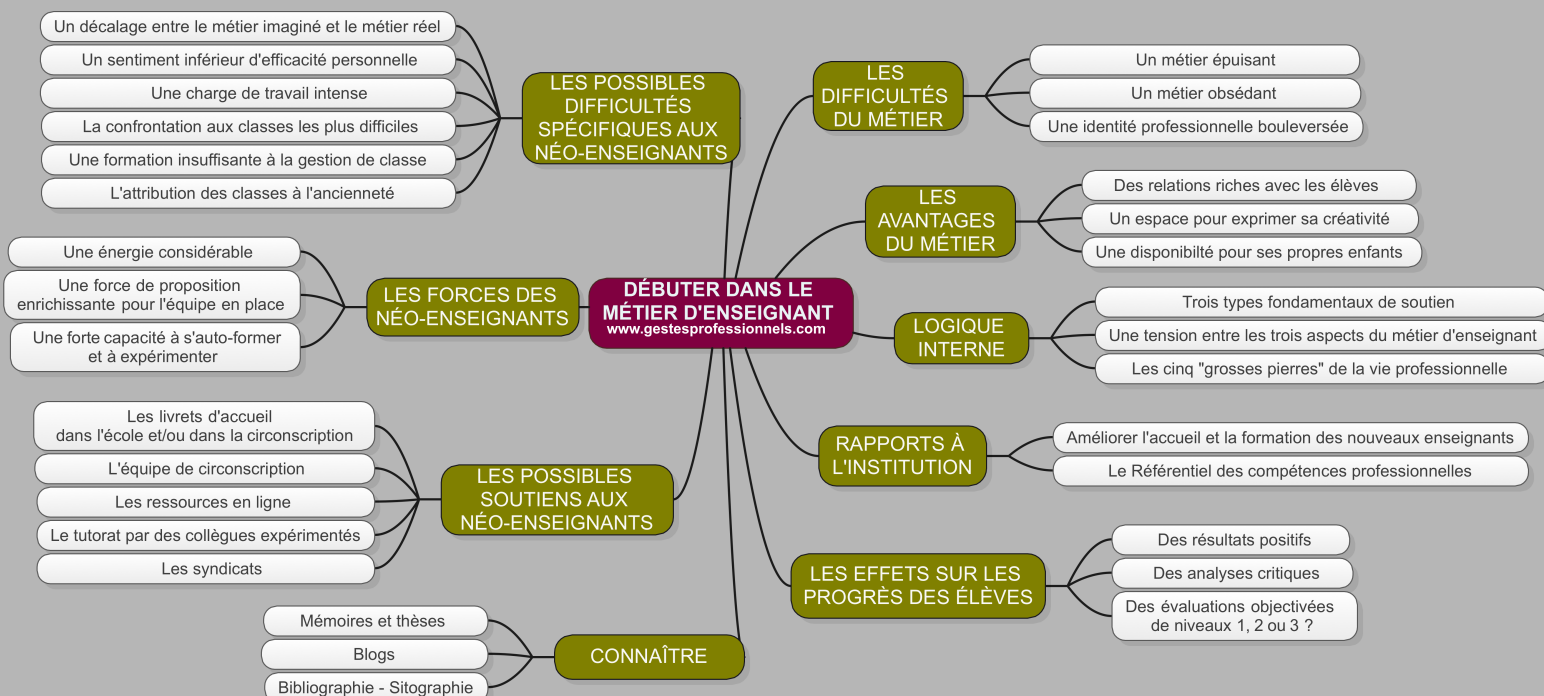 DÉBUTER DANS LE
MÉTIER D'ENSEIGNANT
www.gestesprofessionnels.com
LES POSSIBLES
DIFFICULTÉS
SPÉCIFIQUES AUX
NÉO-ENSEIGNANTS
Un décalage entre le métier imaginé et le métier réel
Un sentiment inférieur d'efficacité personnelle
Une charge de travail intense
La confrontation aux classes les plus difficiles
Une formation insuffisante à la gestion de classe
L'attribution des classes à l'ancienneté
LES FORCES DES
NÉO-ENSEIGNANTS
Une énergie considérable
Une force de proposition
enrichissante pour l'équipe en place
Une forte capacité à s'auto-former
et à expérimenter
LES POSSIBLES
SOUTIENS AUX
NÉO-ENSEIGNANTS
Les livrets d'accueil
dans l'école et/ou dans la circonscription
L'équipe de circonscription
Les ressources en ligne
Le tutorat par des collègues expérimentés
Les syndicats
CONNAÎTRE
Mémoires et thèses
Blogs
Bibliographie - Sitographie
LES
DIFFICULTÉS
DU MÉTIER
Un métier épuisant
Un métier obsédant
Une identité professionnelle bouleversée
LES
AVANTAGES
DU MÉTIER
Des relations riches avec les élèves
Un espace pour exprimer sa créativité
Une disponibilté pour ses propres enfants
LOGIQUE
INTERNE
Trois types fondamentaux de soutien
Une tension entre les trois aspects du métier d'enseignant
Les cinq "grosses pierres" de la vie professionnelle
RAPPORTS À
L'INSTITUTION
Améliorer l'accueil et la formation des nouveaux enseignants
Le Référentiel des compétences professionnelles
LES EFFETS SUR LES
PROGRÈS DES ÉLÈVES
Des résultats positifs
Des analyses critiques
Des évaluations objectivées
de niveaux 1, 2 ou 3 ?